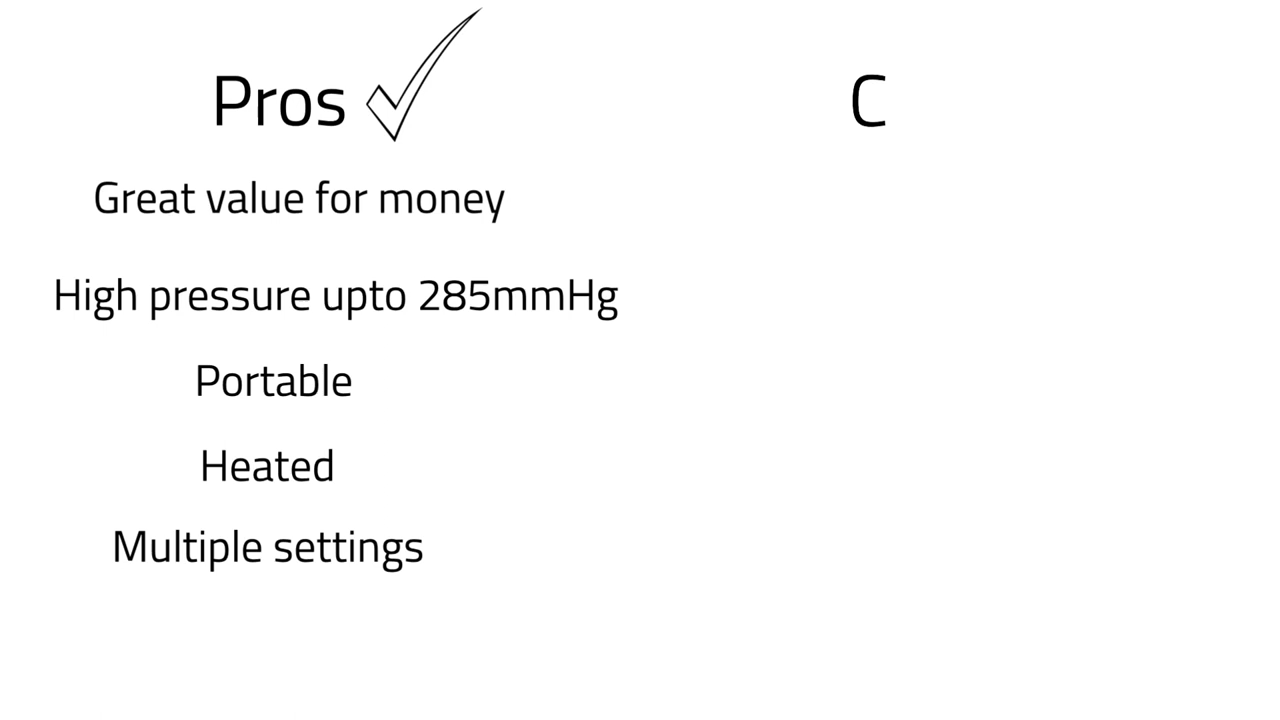 Pros
C
Great value for money
High pressure upto 285mmHg
Portable
Heated
Multiple settings